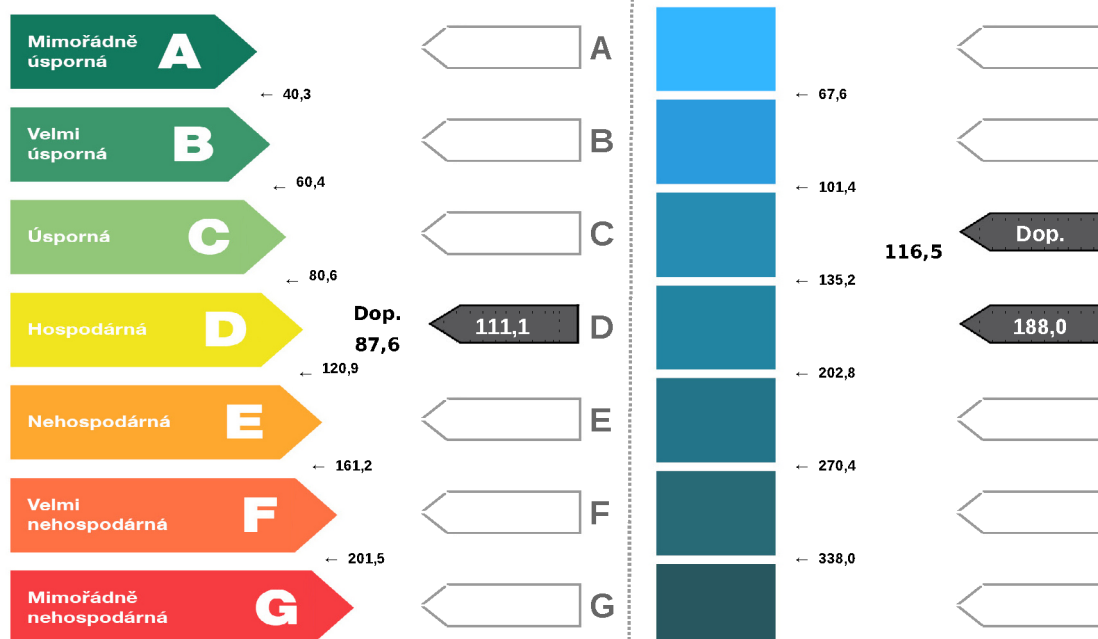 Mimořádně
úsporná
A
A
← 40,3
← 67,6
Velmi
úsporná
B
B
← 60,4
← 101,4
Úsporná
C
C
116,5
Dop.
← 80,6
← 135,2
Hospodárná
D
Dop.
87,6
111,1
D
188,0
← 120,9
← 202,8
Nehospodárná
E
E
← 161,2
← 270,4
Velmi
nehospodárná
F
F
← 201,5
← 338,0
Mimořádně
nehospodárná
G
G